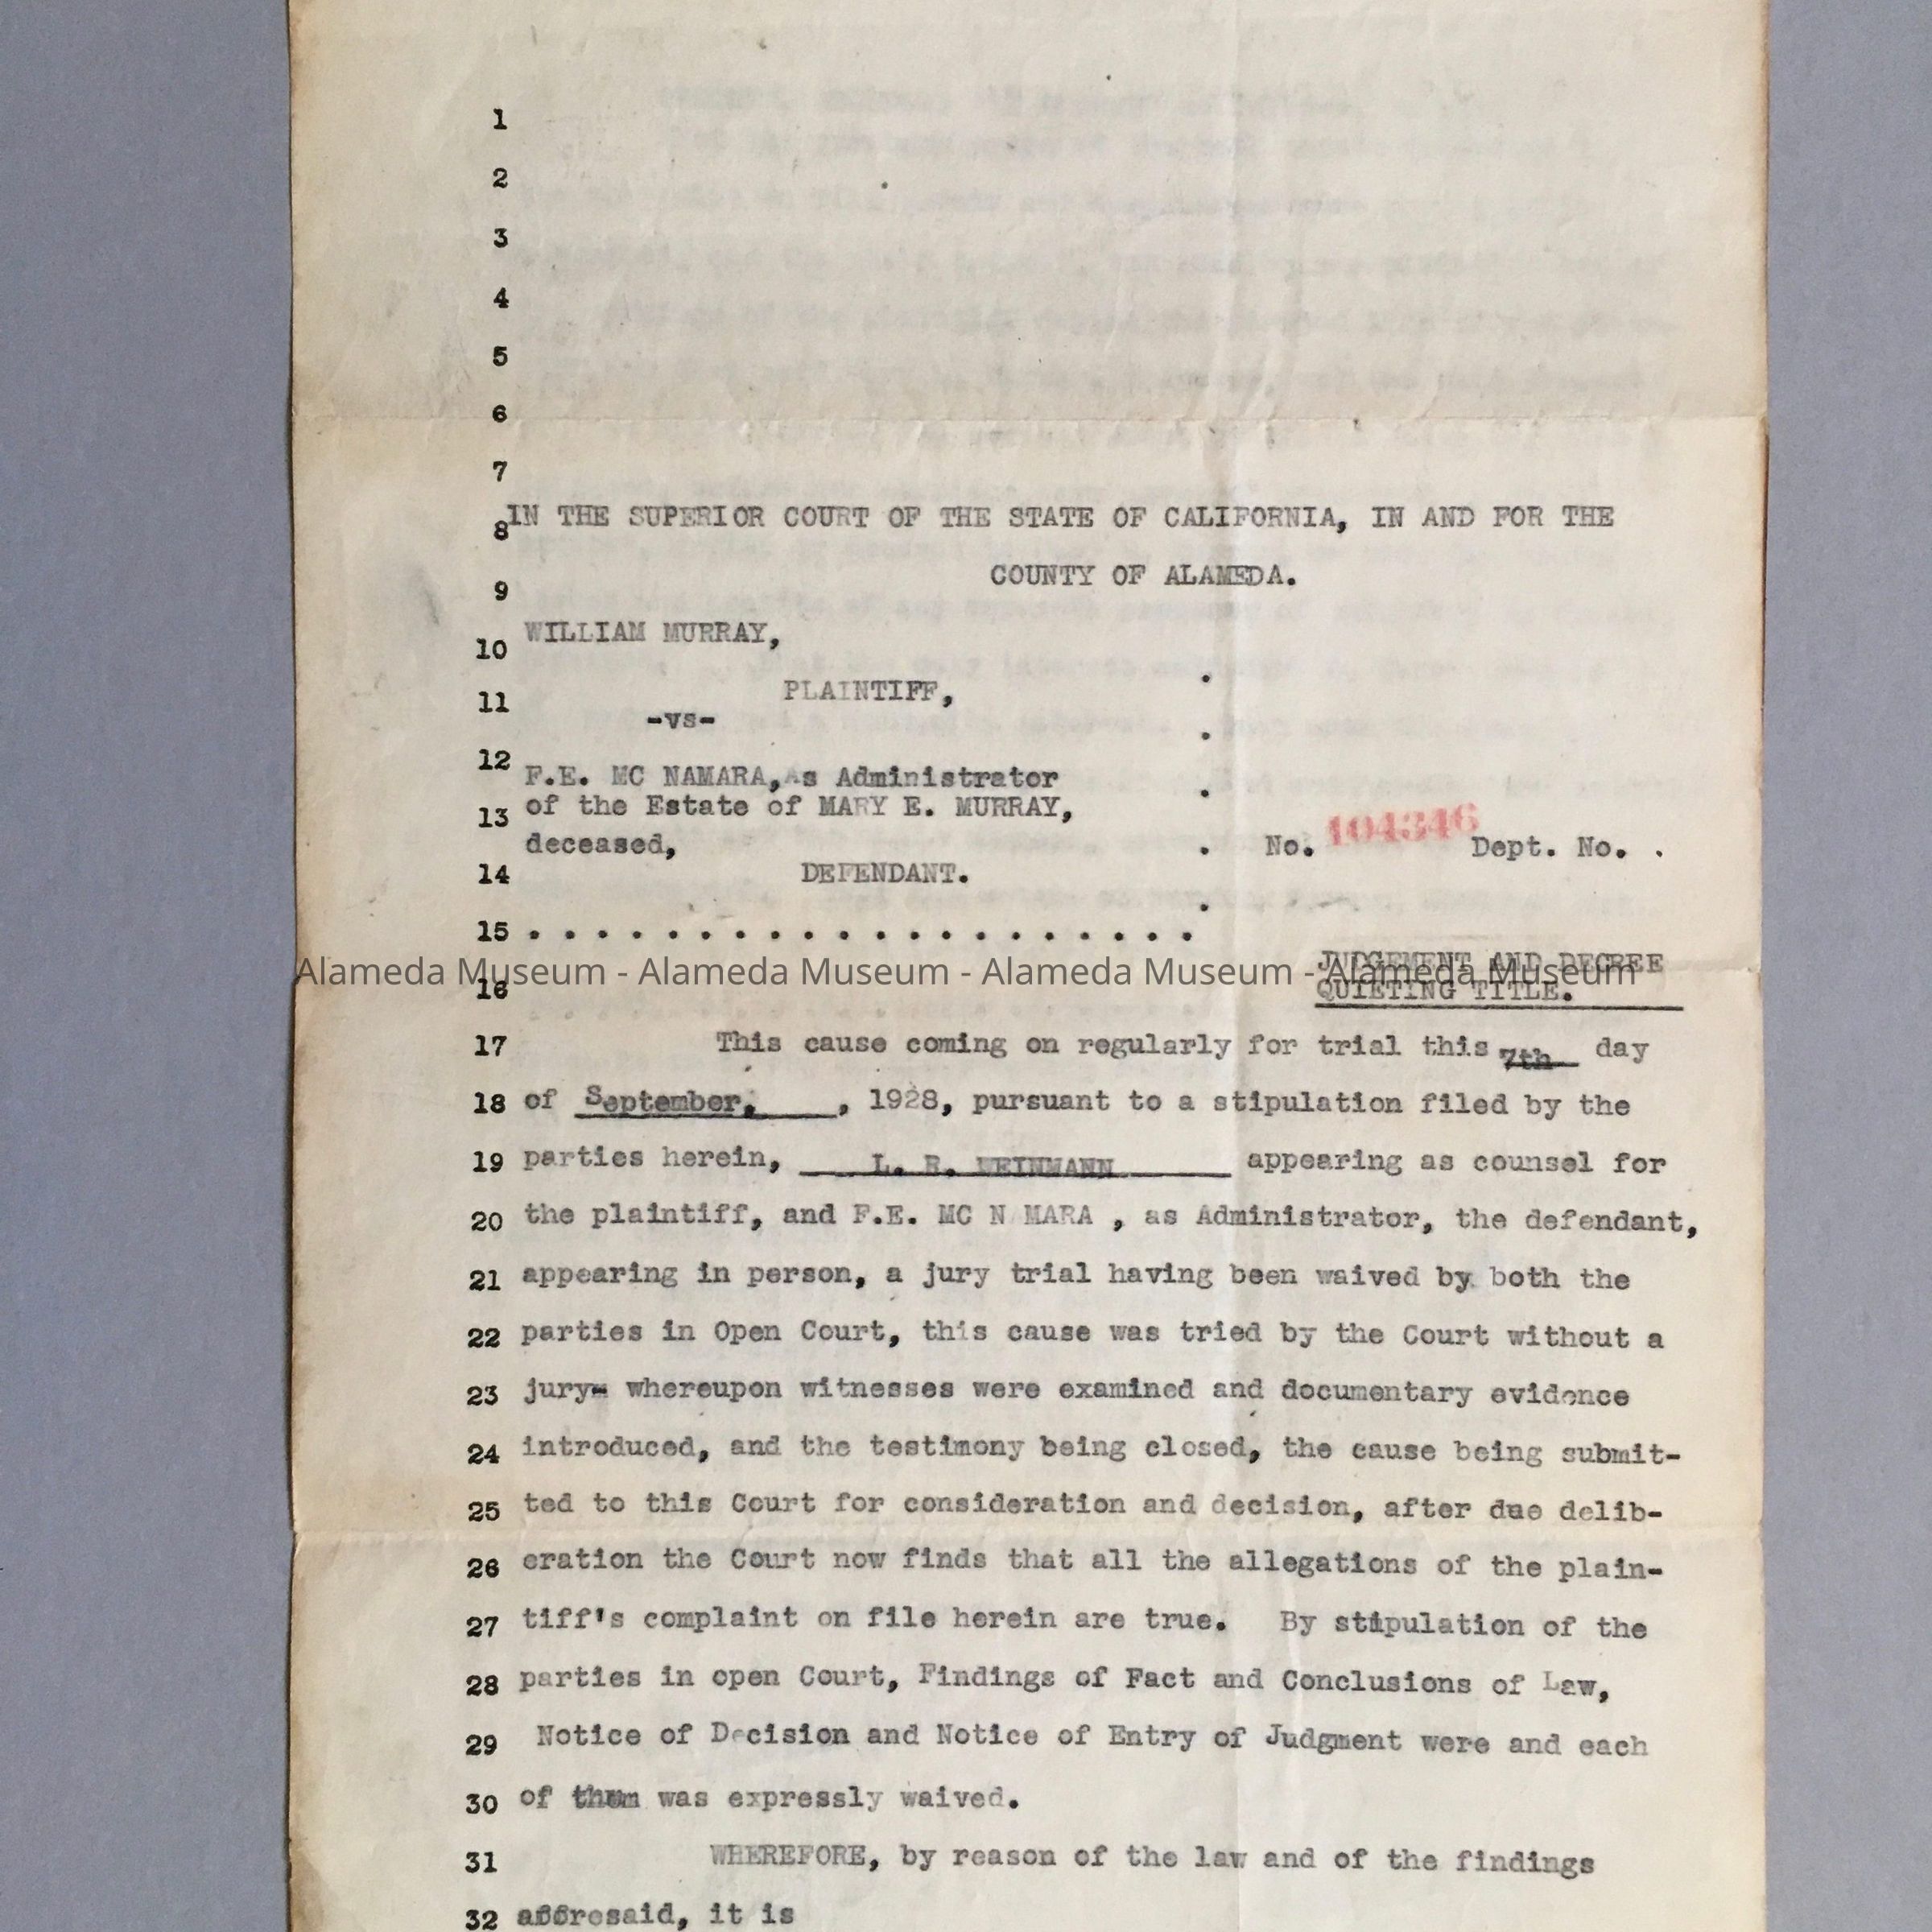 1
2
3
4
5
6
7
8 IN THE SUPERIOR COURT OF THE STATE OF CALIFORNIA, IN AND FOR THE
COUNTY OF ALAMEDA.
9
10 WILLIAM MURRAY,
11 PLAINTIFF,
-vs-
12 F.E. MC NAMARA, As Administrator
13 of the Estate of MARY E. MURRAY,
deceased,
No. 104346 Dept. No. .
14 DEFENDANT.
15 . . . . . . . . . . . . . . . . . . . .
JUDGEMENT AND DECREE
Alameda Museum - Alameda Museum - Alameda Museum - Alameda Museum
16 QUIETING TITLE.
17 This cause coming on regularly for trial this 7th day
18 of September, , 1928, pursuant to a stipulation filed by the
19 parties herein, L. R. WEINMANN appearing as counsel for
20 the plaintiff, and F.E. MC N MARA , as Administrator, the defendant,
21 appearing in person, a jury trial having been waived by both the
22 parties in Open Court, this cause was tried by the Court without a
23 jury- whereupon witnesses were examined and documentary evidence
24 introduced, and the testimony being closed, the cause being submit-
25 ted to this Court for consideration and decision, after due delib-
26 eration the Court now finds that all the allegations of the plain-
27 tiff's complaint on file herein are true. By stipulation of the
28 parties in open Court, Findings of Fact and Conclusions of Law,
29 Notice of Decision and Notice of Entry of Judgment were and each
30 of them was expressly waived.
31 WHEREFORE, by reason of the law and of the findings
32 afforesaid, it is